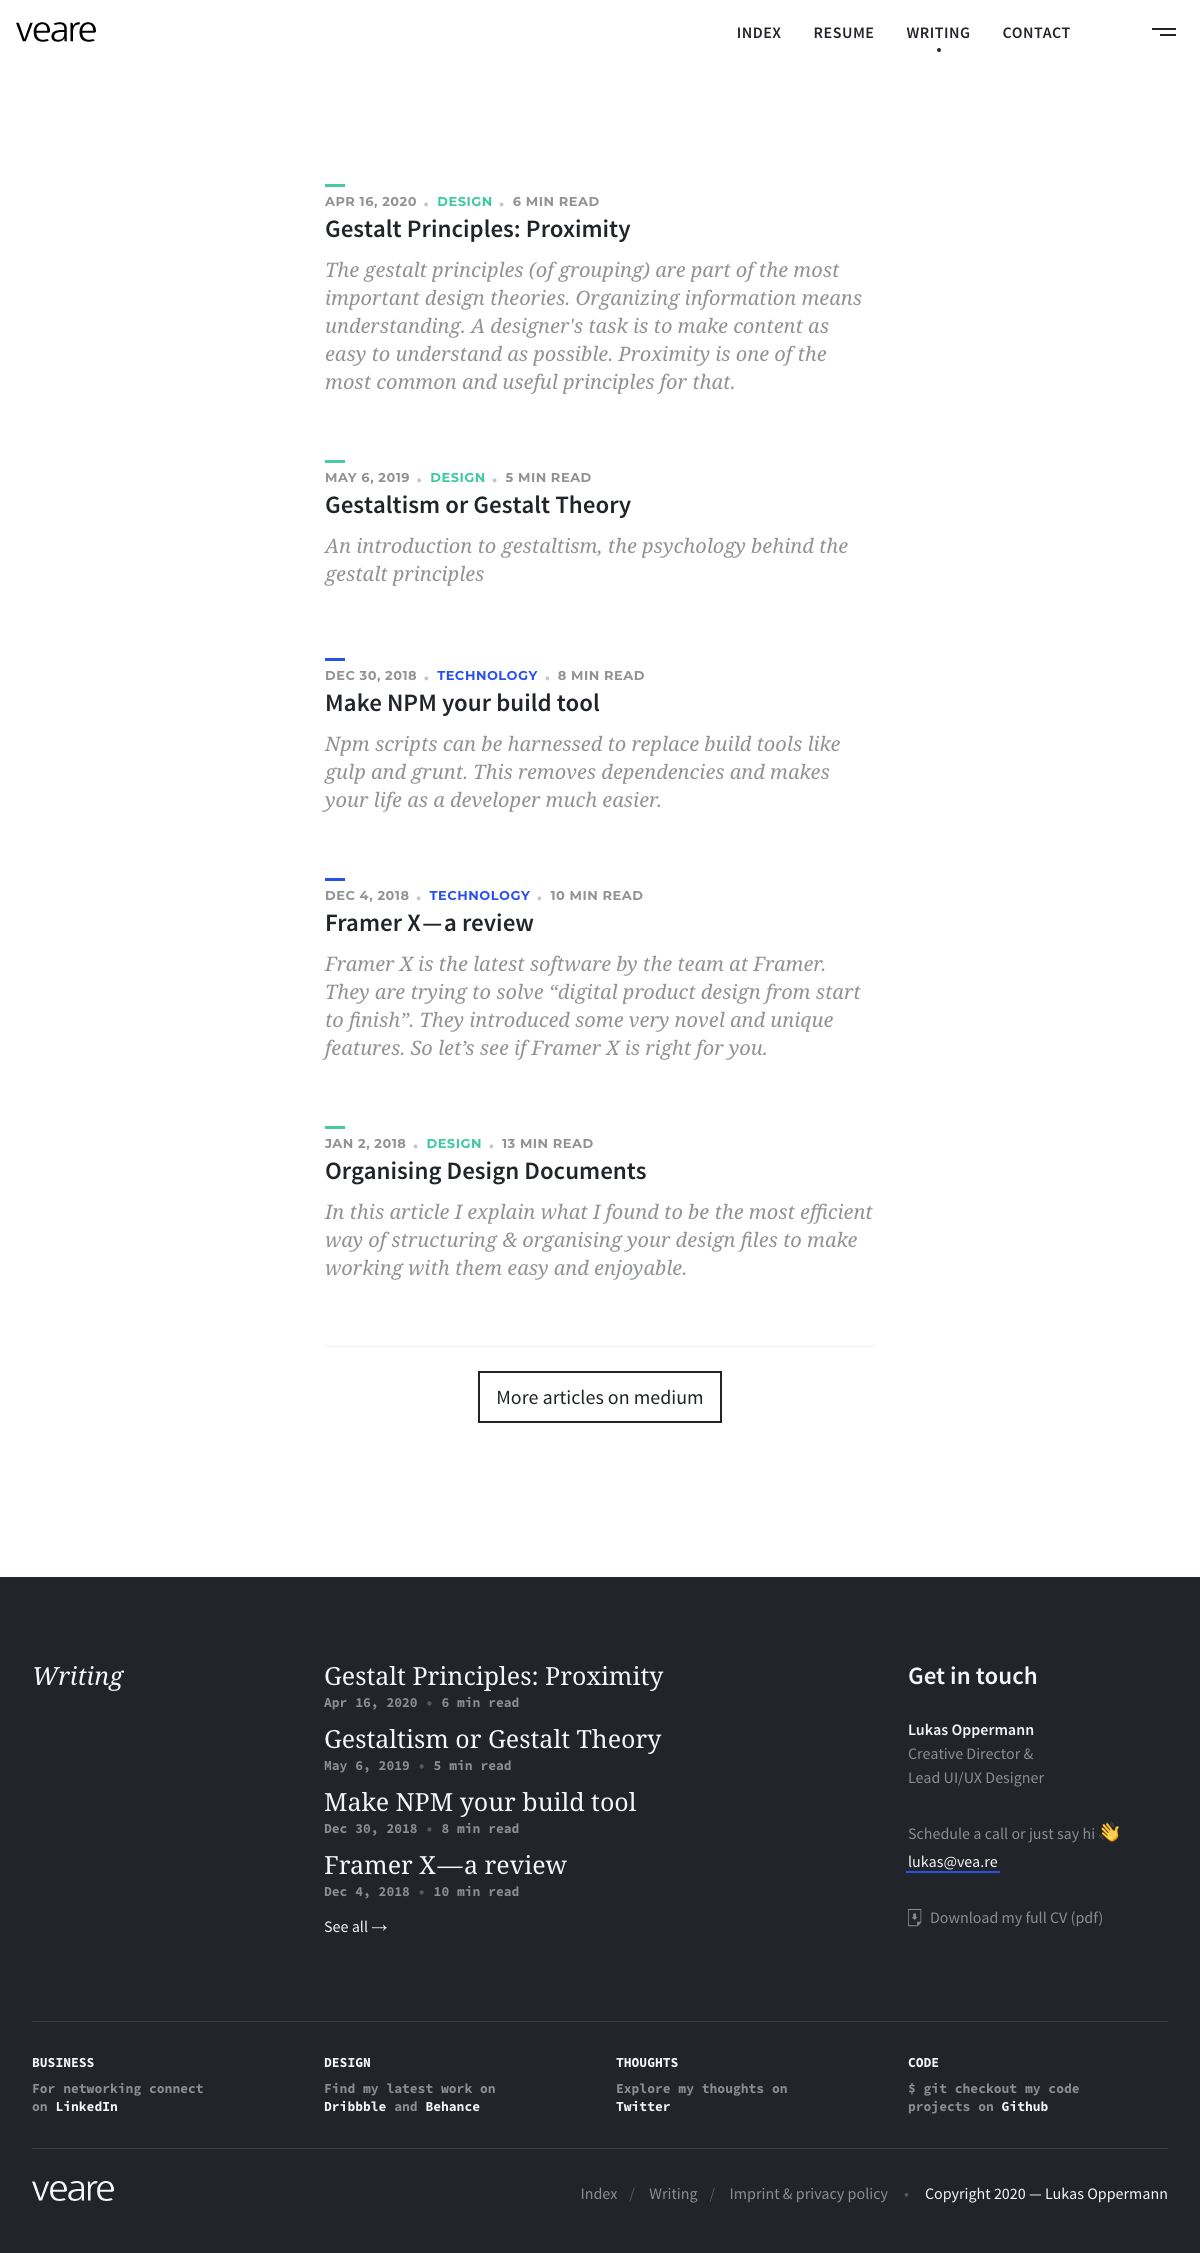 veare
INDEX RESUME WRITING CONTACT
APR 16, 2020 • DESIGN • 6 MIN READ
Gestalt Principles: Proximity
The gestalt principles (of grouping) are part of the most
important design theories. Organizing information means
understanding. A designer's task is to make content as
easy to understand as possible. Proximity is one of the
most common and useful principles for that.
MAY 6, 2019 • DESIGN • 5 MIN READ
Gestaltism or Gestalt Theory
An introduction to gestaltism, the psychology behind the
gestalt principles
DEC 30, 2018 • TECHNOLOGY • 8 MIN READ
Make NPM your build tool
Npm scripts can be harnessed to replace build tools like
gulp and grunt. This removes dependencies and makes
your life as a developer much easier.
DEC 4, 2018 • TECHNOLOGY • 10 MIN READ
Framer X—a review
Framer X is the latest software by the team at Framer.
They are trying to solve “digital product design from start
to finish”. They introduced some very novel and unique
features. So let’s see if Framer X is right for you.
JAN 2, 2018 • DESIGN • 13 MIN READ
Organising Design Documents
In this article I explain what I found to be the most efficient
way of structuring & organising your design files to make
working with them easy and enjoyable.
More articles on medium
Writing
Gestalt Principles: Proximity
Apr 16, 2020 • 6 min read
Gestaltism or Gestalt Theory
May 6, 2019 • 5 min read
Make NPM your build tool
Dec 30, 2018 • 8 min read
Framer X—a review
Dec 4, 2018 • 10 min read
See all →
Get in touch
Lukas Oppermann
Creative Director &
Lead UI/UX Designer
Schedule a call or just say hi 👋
lukas@vea.re
Download my full CV (pdf)
BUSINESS
For networking connect
on LinkedIn
DESIGN
Find my latest work on
Dribbble and Behance
THOUGHTS
Explore my thoughts on
Twitter
CODE
$ git checkout my code
projects on Github
veare
Index / Writing / Imprint & privacy policy • Copyright 2020 — Lukas Oppermann